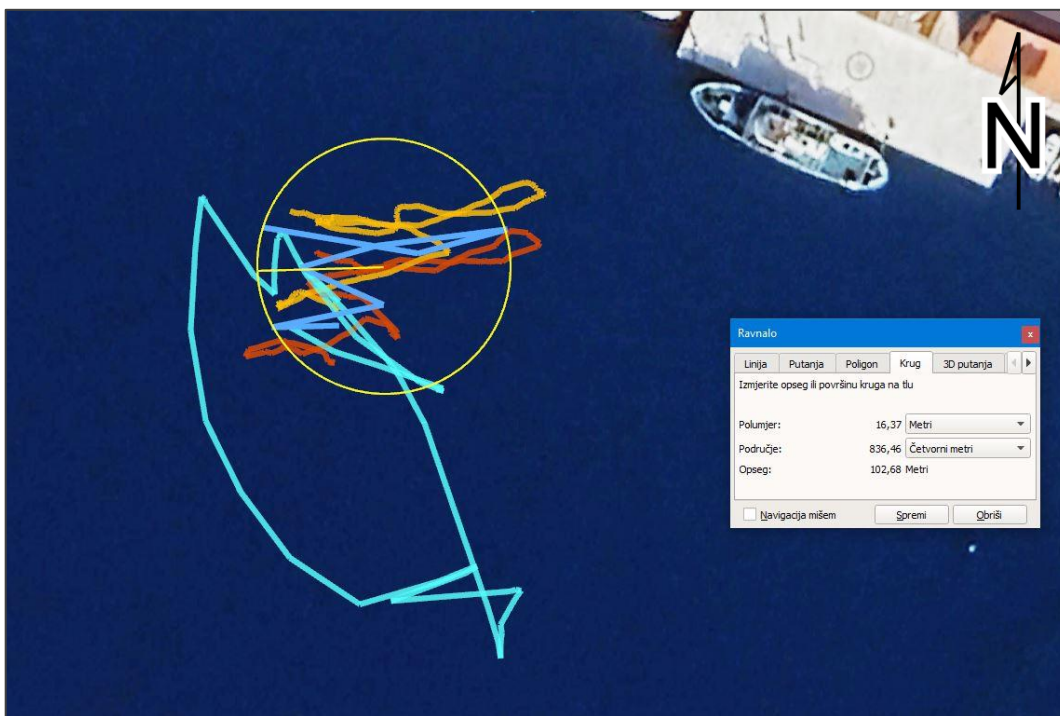 N
Ravnalo
x
Linija Putanja Poligon Krug 3D putanja
Izmjerite opseg ili površinu kruga na tlu
Polumjer: 16,37 Metri
Područje: 836,46 Četvorni metri
Opseg: 102,68 Metri
Navigacija mišem Spremi Obriši